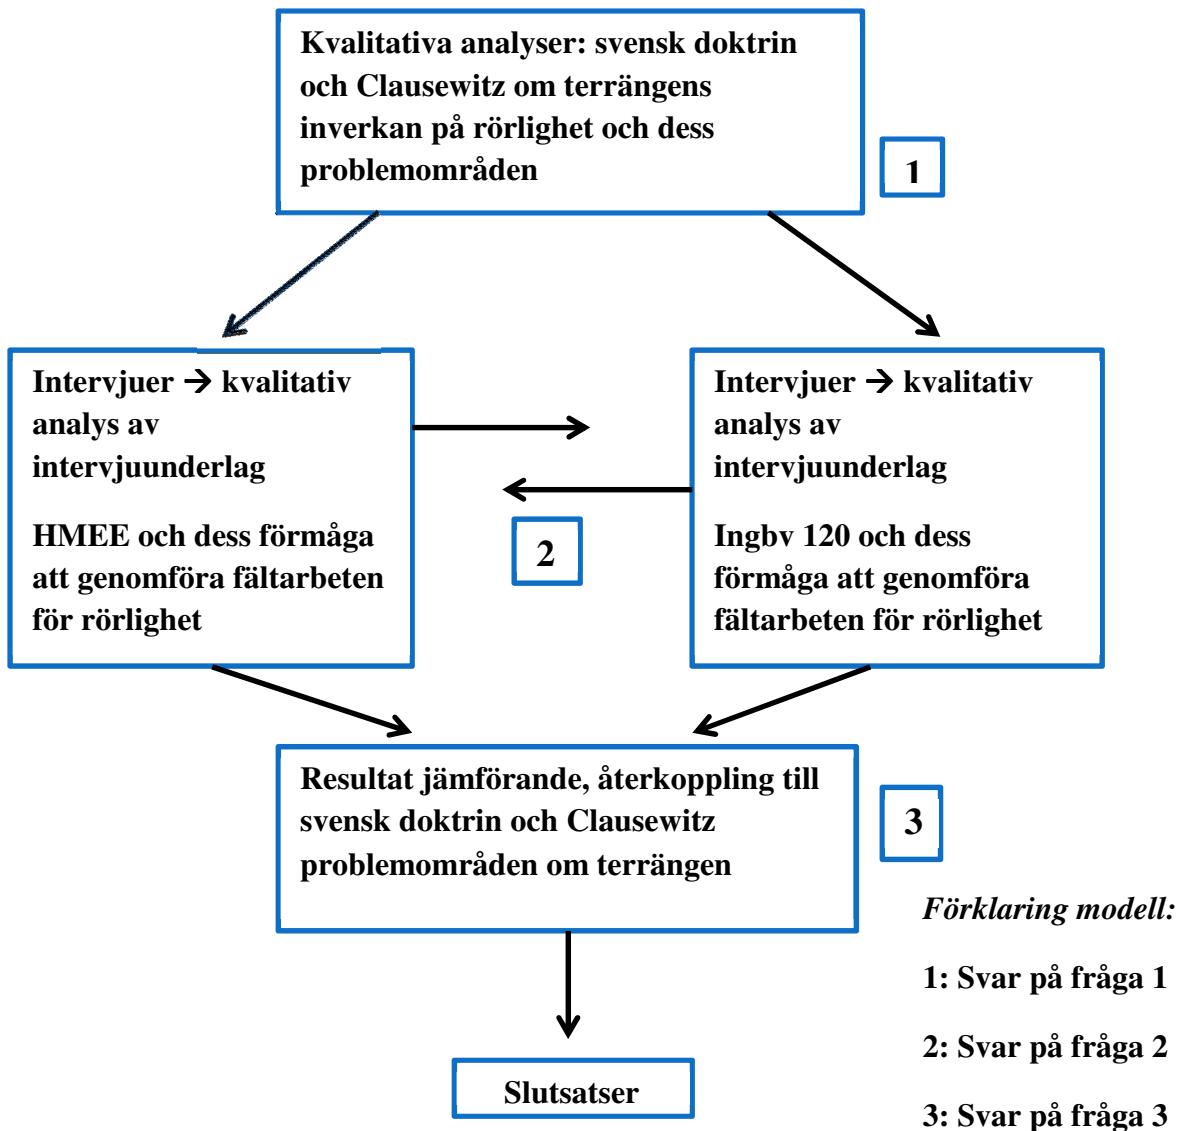 Kvalitativa analyser: svensk doktrin
och Clausewitz om terrängens
inverkan på rörlighet och dess
problemområden
1
Intervjuer → kvalitativ
analys av
intervjuunderlag
HMEE och dess förmåga
att genomföra fältarbeten
för rörlighet
2
Intervjuer → kvalitativ
analys av
intervjuunderlag
Ingbv 120 och dess
förmåga att genomföra
fältarbeten för rörlighet
Resultat jämförande, återkoppling till
svensk doktrin och Clausewitz
problemområden om terrängen
3
Slutsatser
Förklaring modell:
1: Svar på fråga 1
2: Svar på fråga 2
3: Svar på fråga 3